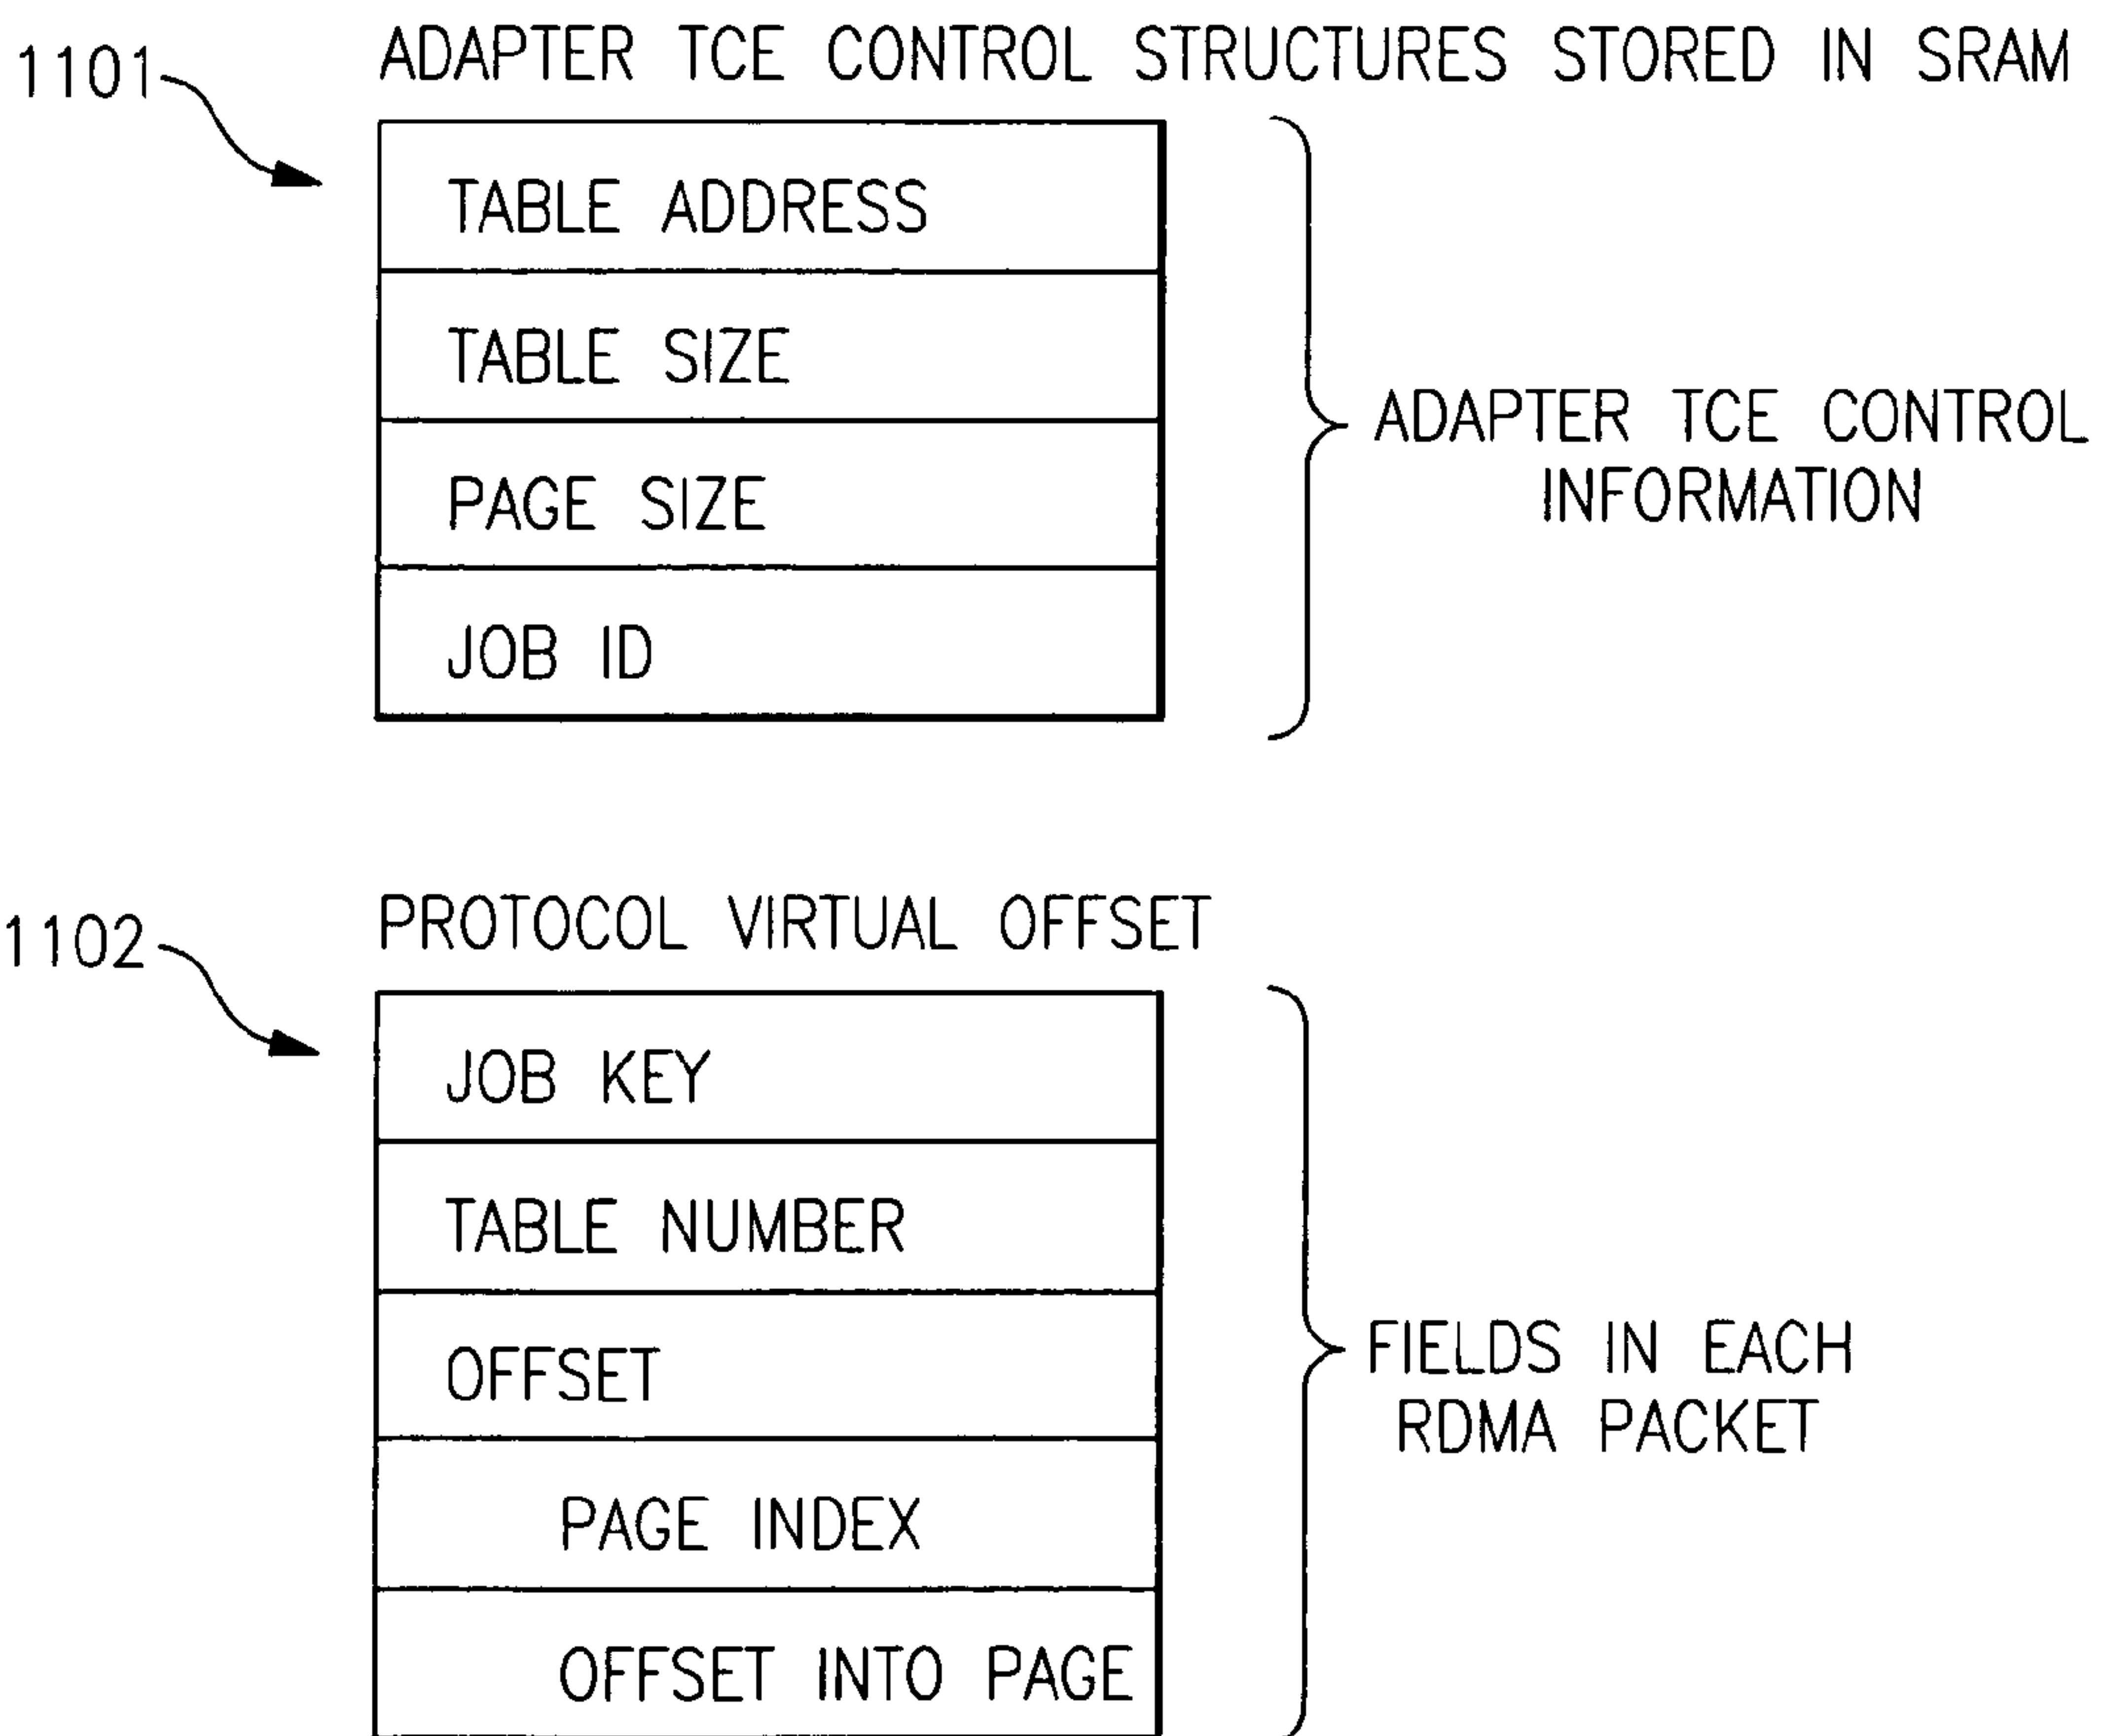 1101
ADAPTER TCE CONTROL STRUCTURES STORED IN SRAM
TABLE ADDRESS
TABLE SIZE
PAGE SIZE
JOB ID
ADAPTER TCE CONTROL
INFORMATION
1102
PROTOCOL VIRTUAL OFFSET
JOB KEY
TABLE NUMBER
OFFSET
PAGE INDEX
OFFSET INTO PAGE
FIELDS IN EACH
RDMA PACKET